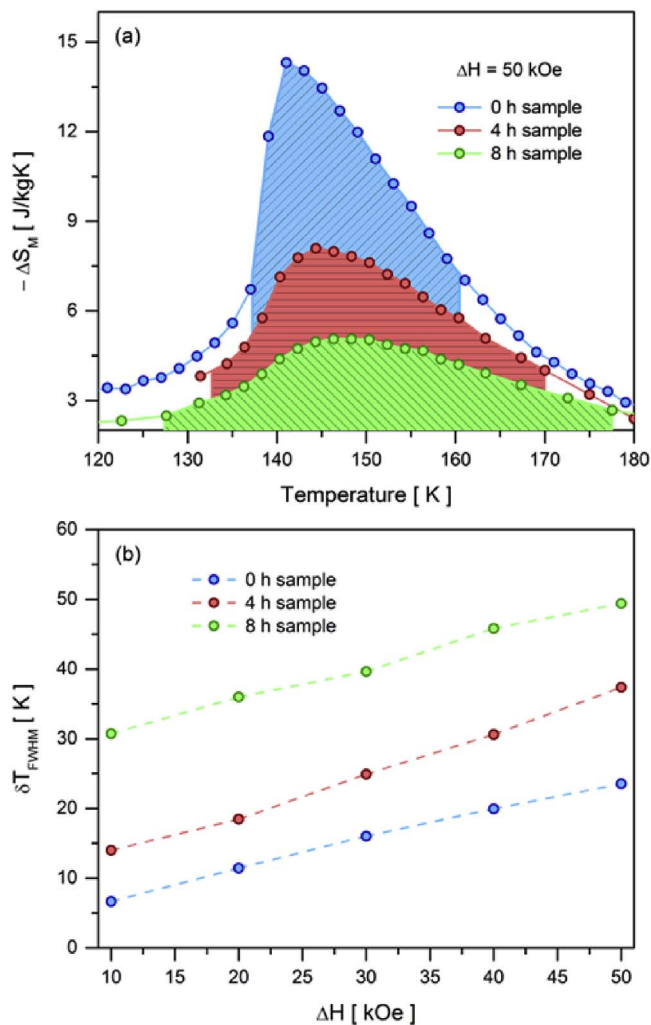 (a)
ΔH = 50 kOe
0 h sample
4 h sample
8 h sample
15
12
9
6
3
− ΔS_M [ J/kgK ]
120 130 140 150 160 170 180
Temperature [ K ]
(b)
0 h sample
4 h sample
8 h sample
60
50
40
30
20
10
0
δT_FWHM [ K ]
10 15 20 25 30 35 40 45 50
ΔH [ kOe ]